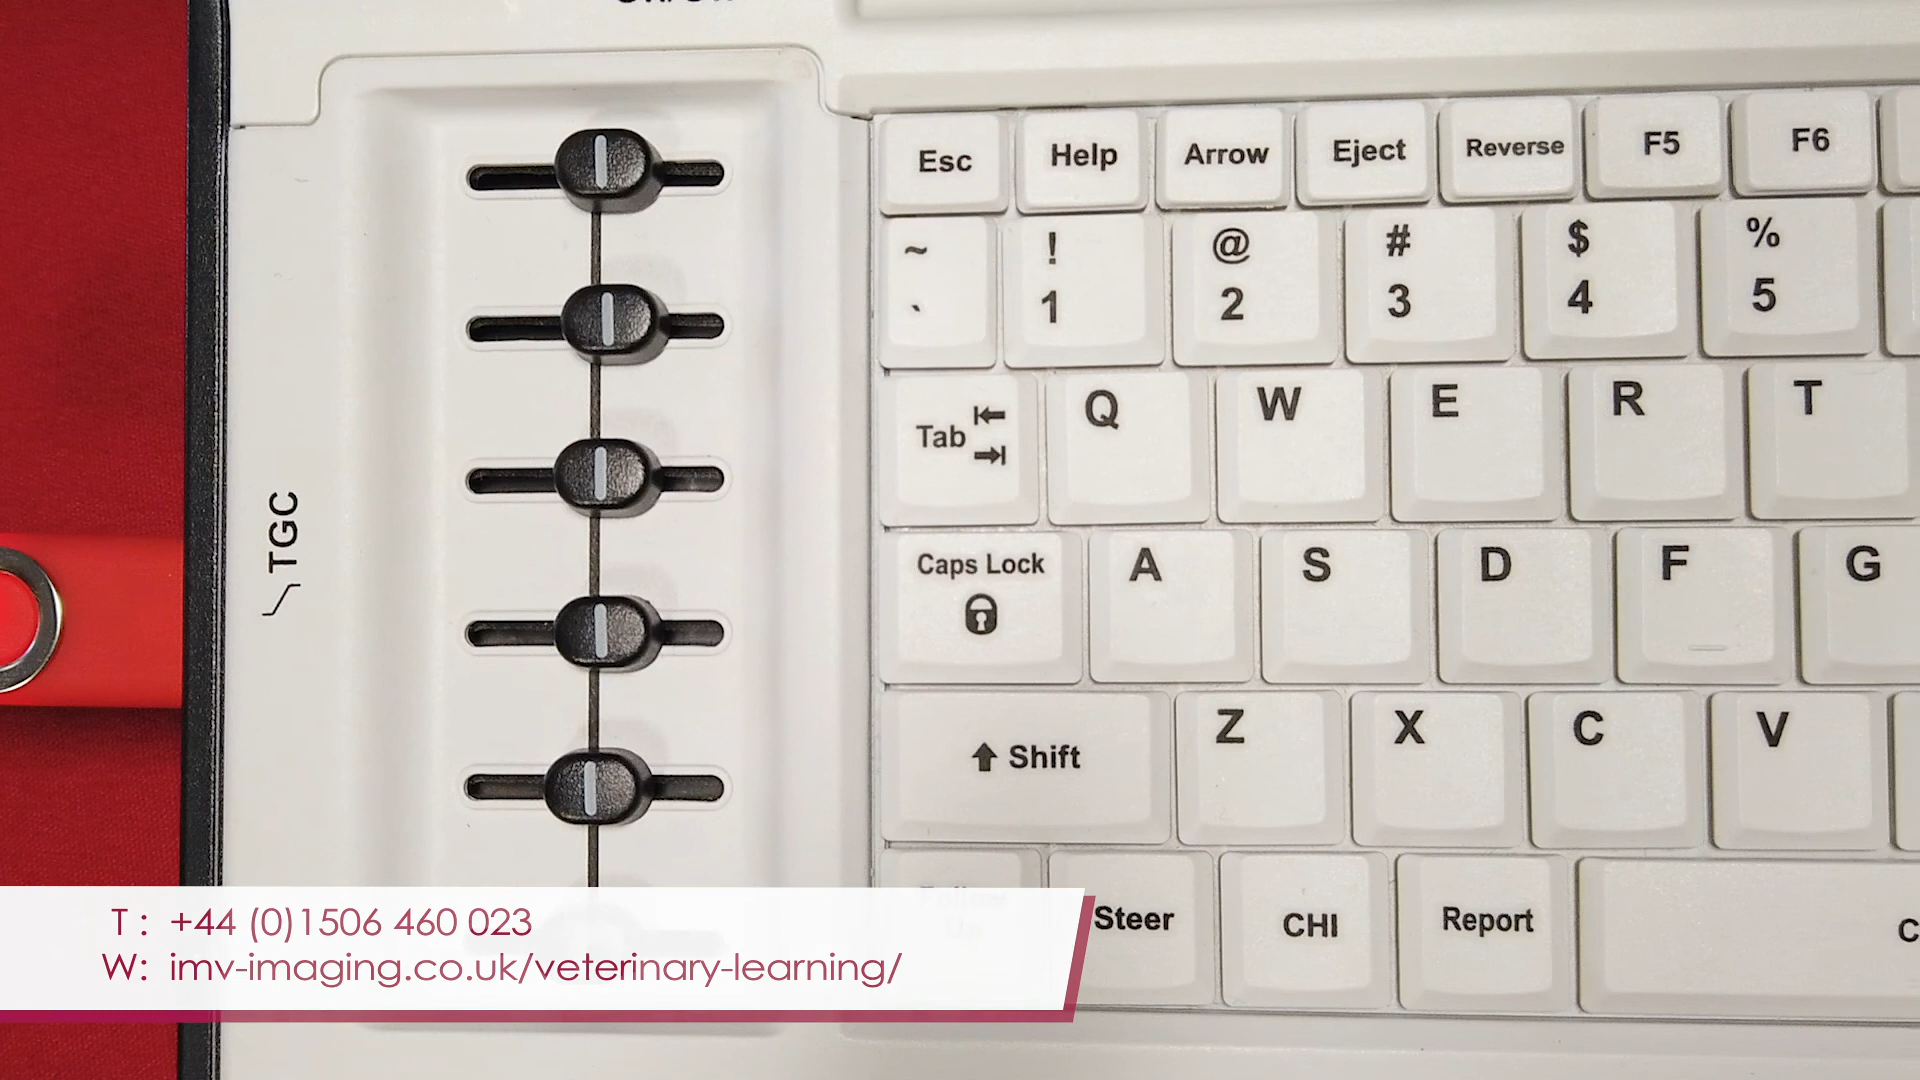 Esc Help Arrow Eject Reverse F5 F6
~ ! @ # $ %
` 1 2 3 4 5
Tab Q W E R T
TGC
Caps Lock A S D F G
Shift Z X C V
Steer CHI Report C
T : +44 (0)1506 460 023
W: imv-imaging.co.uk/veterinary-learning/